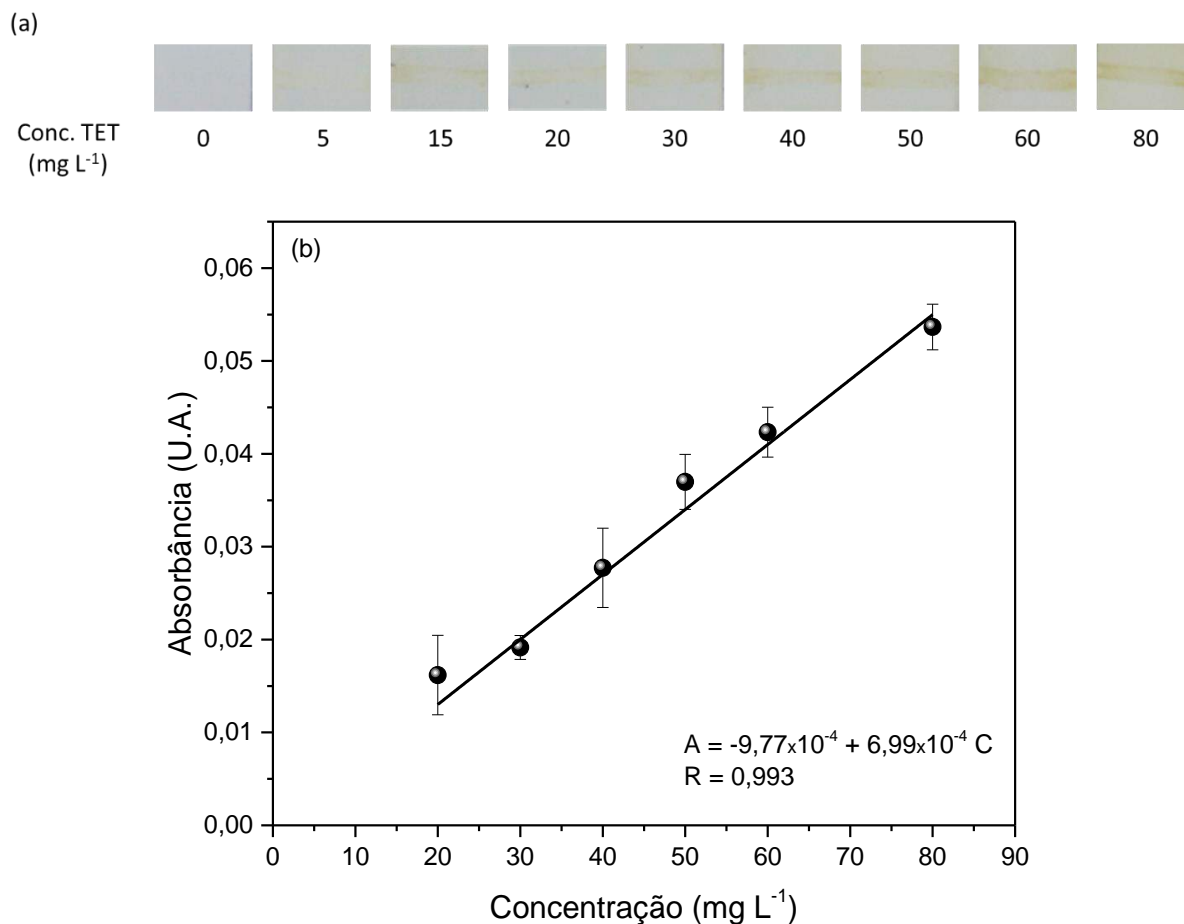 (a)
Conc. TET 0 5 15 20 30 40 50 60 80
(mg L⁻¹)
(b)
0,06
0,05
0,04
0,03
0,02
0,01
0,00
Absorbância (U.A.)
A = -9,77x10⁻⁴ + 6,99x10⁻⁴ C
R = 0,993
0 10 20 30 40 50 60 70 80 90
Concentração (mg L⁻¹)